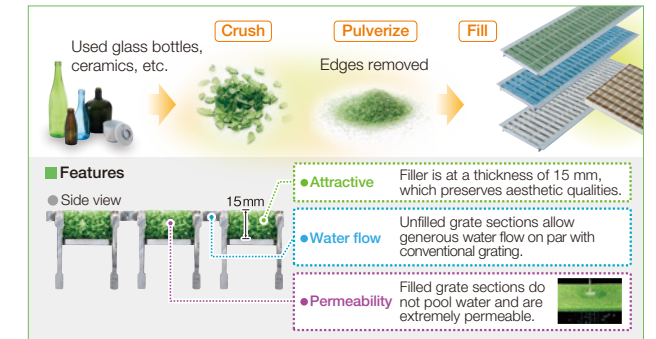 Crush
Pulverize
Fill
Used glass bottles,
ceramics, etc.
Edges removed
Features
Side view
15 mm
Attractive
Filler is at a thickness of 15 mm,
which preserves aesthetic qualities.
Water flow
Unfilled grate sections allow
generous water flow on par with
conventional grating.
Permeability
Filled grate sections do
not pool water and are
extremely permeable.